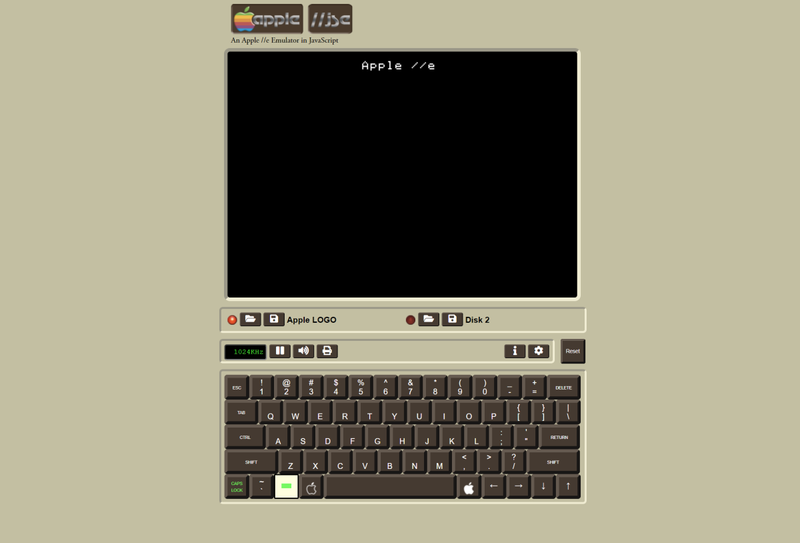 apple //jse
An Apple //e Emulator in JavaScript
Apple //e
Apple LOGO Disk 2
1024KHz Reset
ESC ! 1 @ 2 # 3 $ 4 % 5 ^ 6 & 7 * 8 ( 9 ) 0 _ - + = DELETE
TAB Q W E R T Y U I O P { [ } ] | \
CTRL A S D F G H J K L : ; " ' RETURN
SHIFT Z X C V B N M < , > . ? / SHIFT
CAPS LOCK ~ ← → ↓ ↑